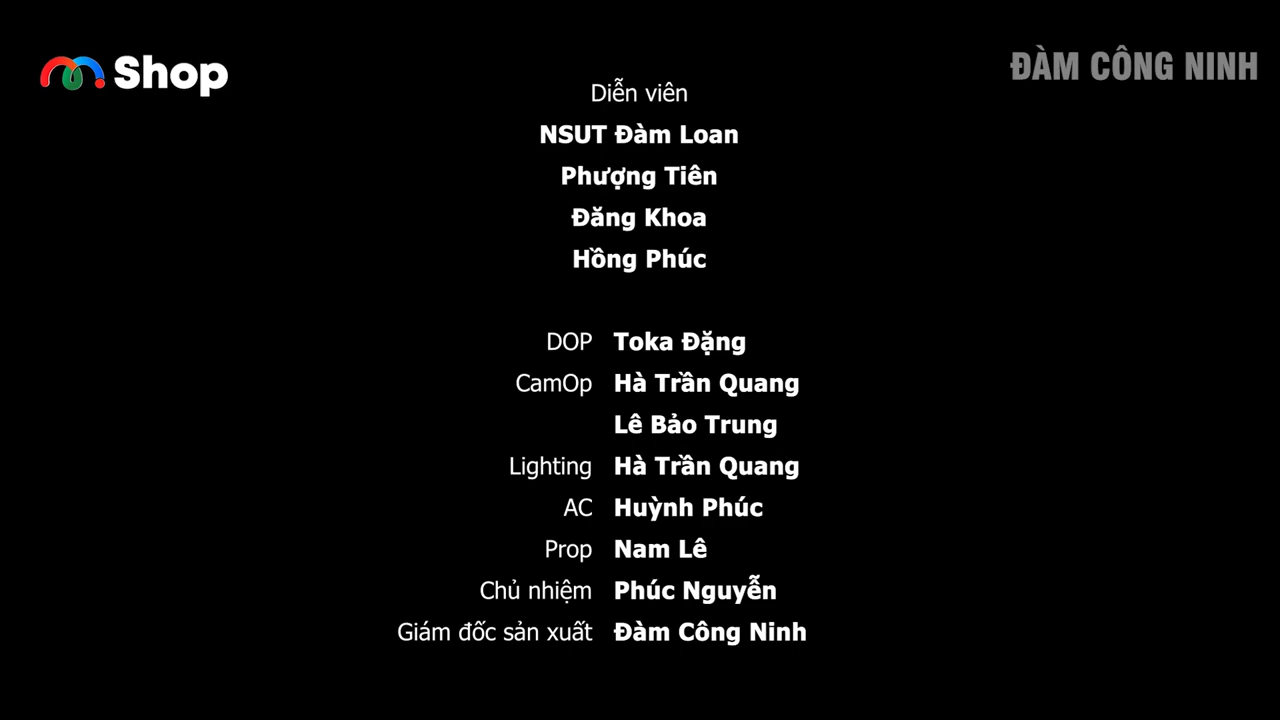 Shop
ĐÀM CÔNG NINH
Diễn viên
NSUT Đàm Loan
Phượng Tiên
Đăng Khoa
Hồng Phúc
DOP Toka Đặng
CamOp Hà Trần Quang
Lê Bảo Trung
Lighting Hà Trần Quang
AC Huỳnh Phúc
Prop Nam Lê
Chủ nhiệm Phúc Nguyễn
Giám đốc sản xuất Đàm Công Ninh